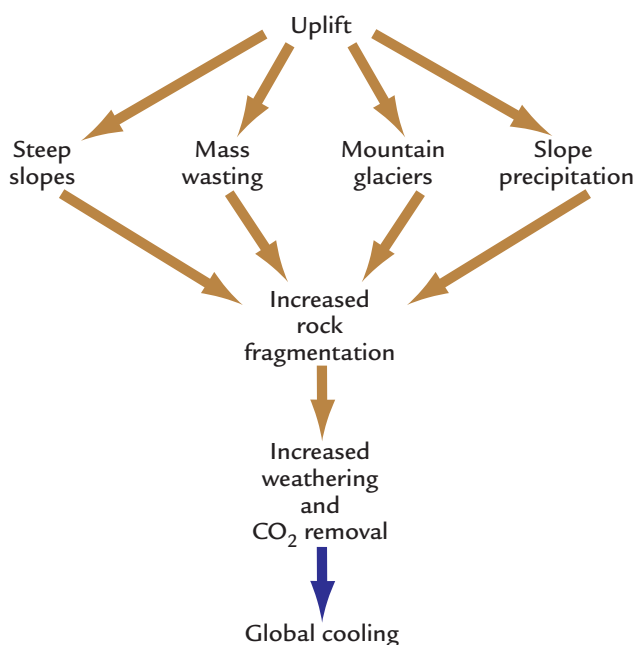 Uplift
Steep
slopes
Mass
wasting
Mountain
glaciers
Slope
precipitation
Increased
rock
fragmentation
Increased
weathering
and
CO₂ removal
Global cooling